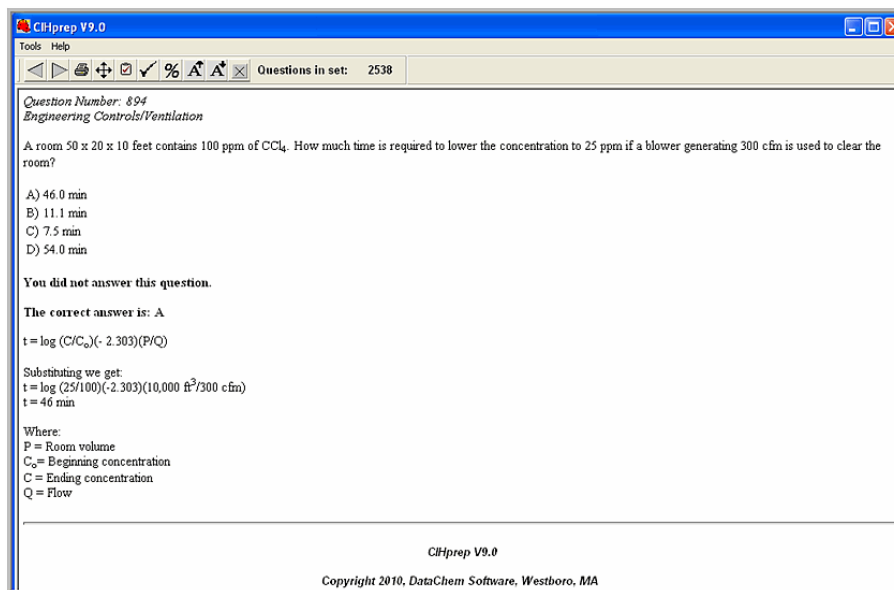 CIHprep V9.0
Tools Help
% A A Questions in set: 2538
Question Number: 894
Engineering Controls/Ventilation
A room 50 x 20 x 10 feet contains 100 ppm of CCl₄. How much time is required to lower the concentration to 25 ppm if a blower generating 300 cfm is used to clear the
room?
A) 46.0 min
B) 11.1 min
C) 7.5 min
D) 54.0 min
You did not answer this question.
The correct answer is: A
t = log (C/Cₒ)(- 2.303)(P/Q)
Substituting we get:
t = log (25/100)(-2.303)(10,000 ft³/300 cfm)
t = 46 min
Where:
P = Room volume
Cₒ= Beginning concentration
C = Ending concentration
Q = Flow
CIHprep V9.0
Copyright 2010, DataChem Software, Westboro, MA